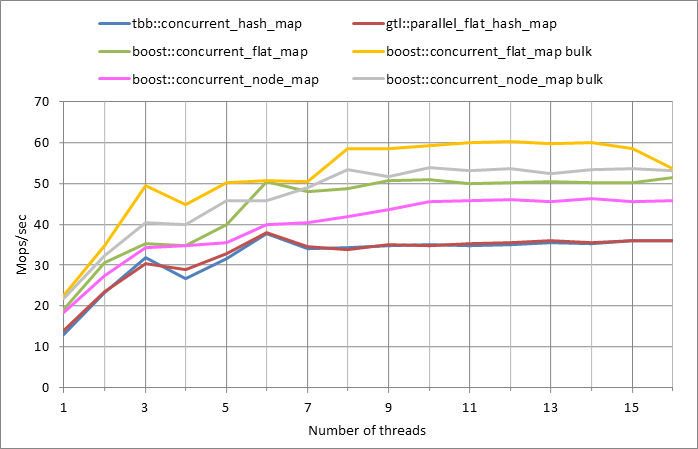 tbb::concurrent_hash_map gtl::parallel_flat_hash_map
boost::concurrent_flat_map boost::concurrent_flat_map bulk
boost::concurrent_node_map boost::concurrent_node_map bulk
70
60
50
40
30
20
10
0
Mops/sec
1 3 5 7 9 11 13 15
Number of threads